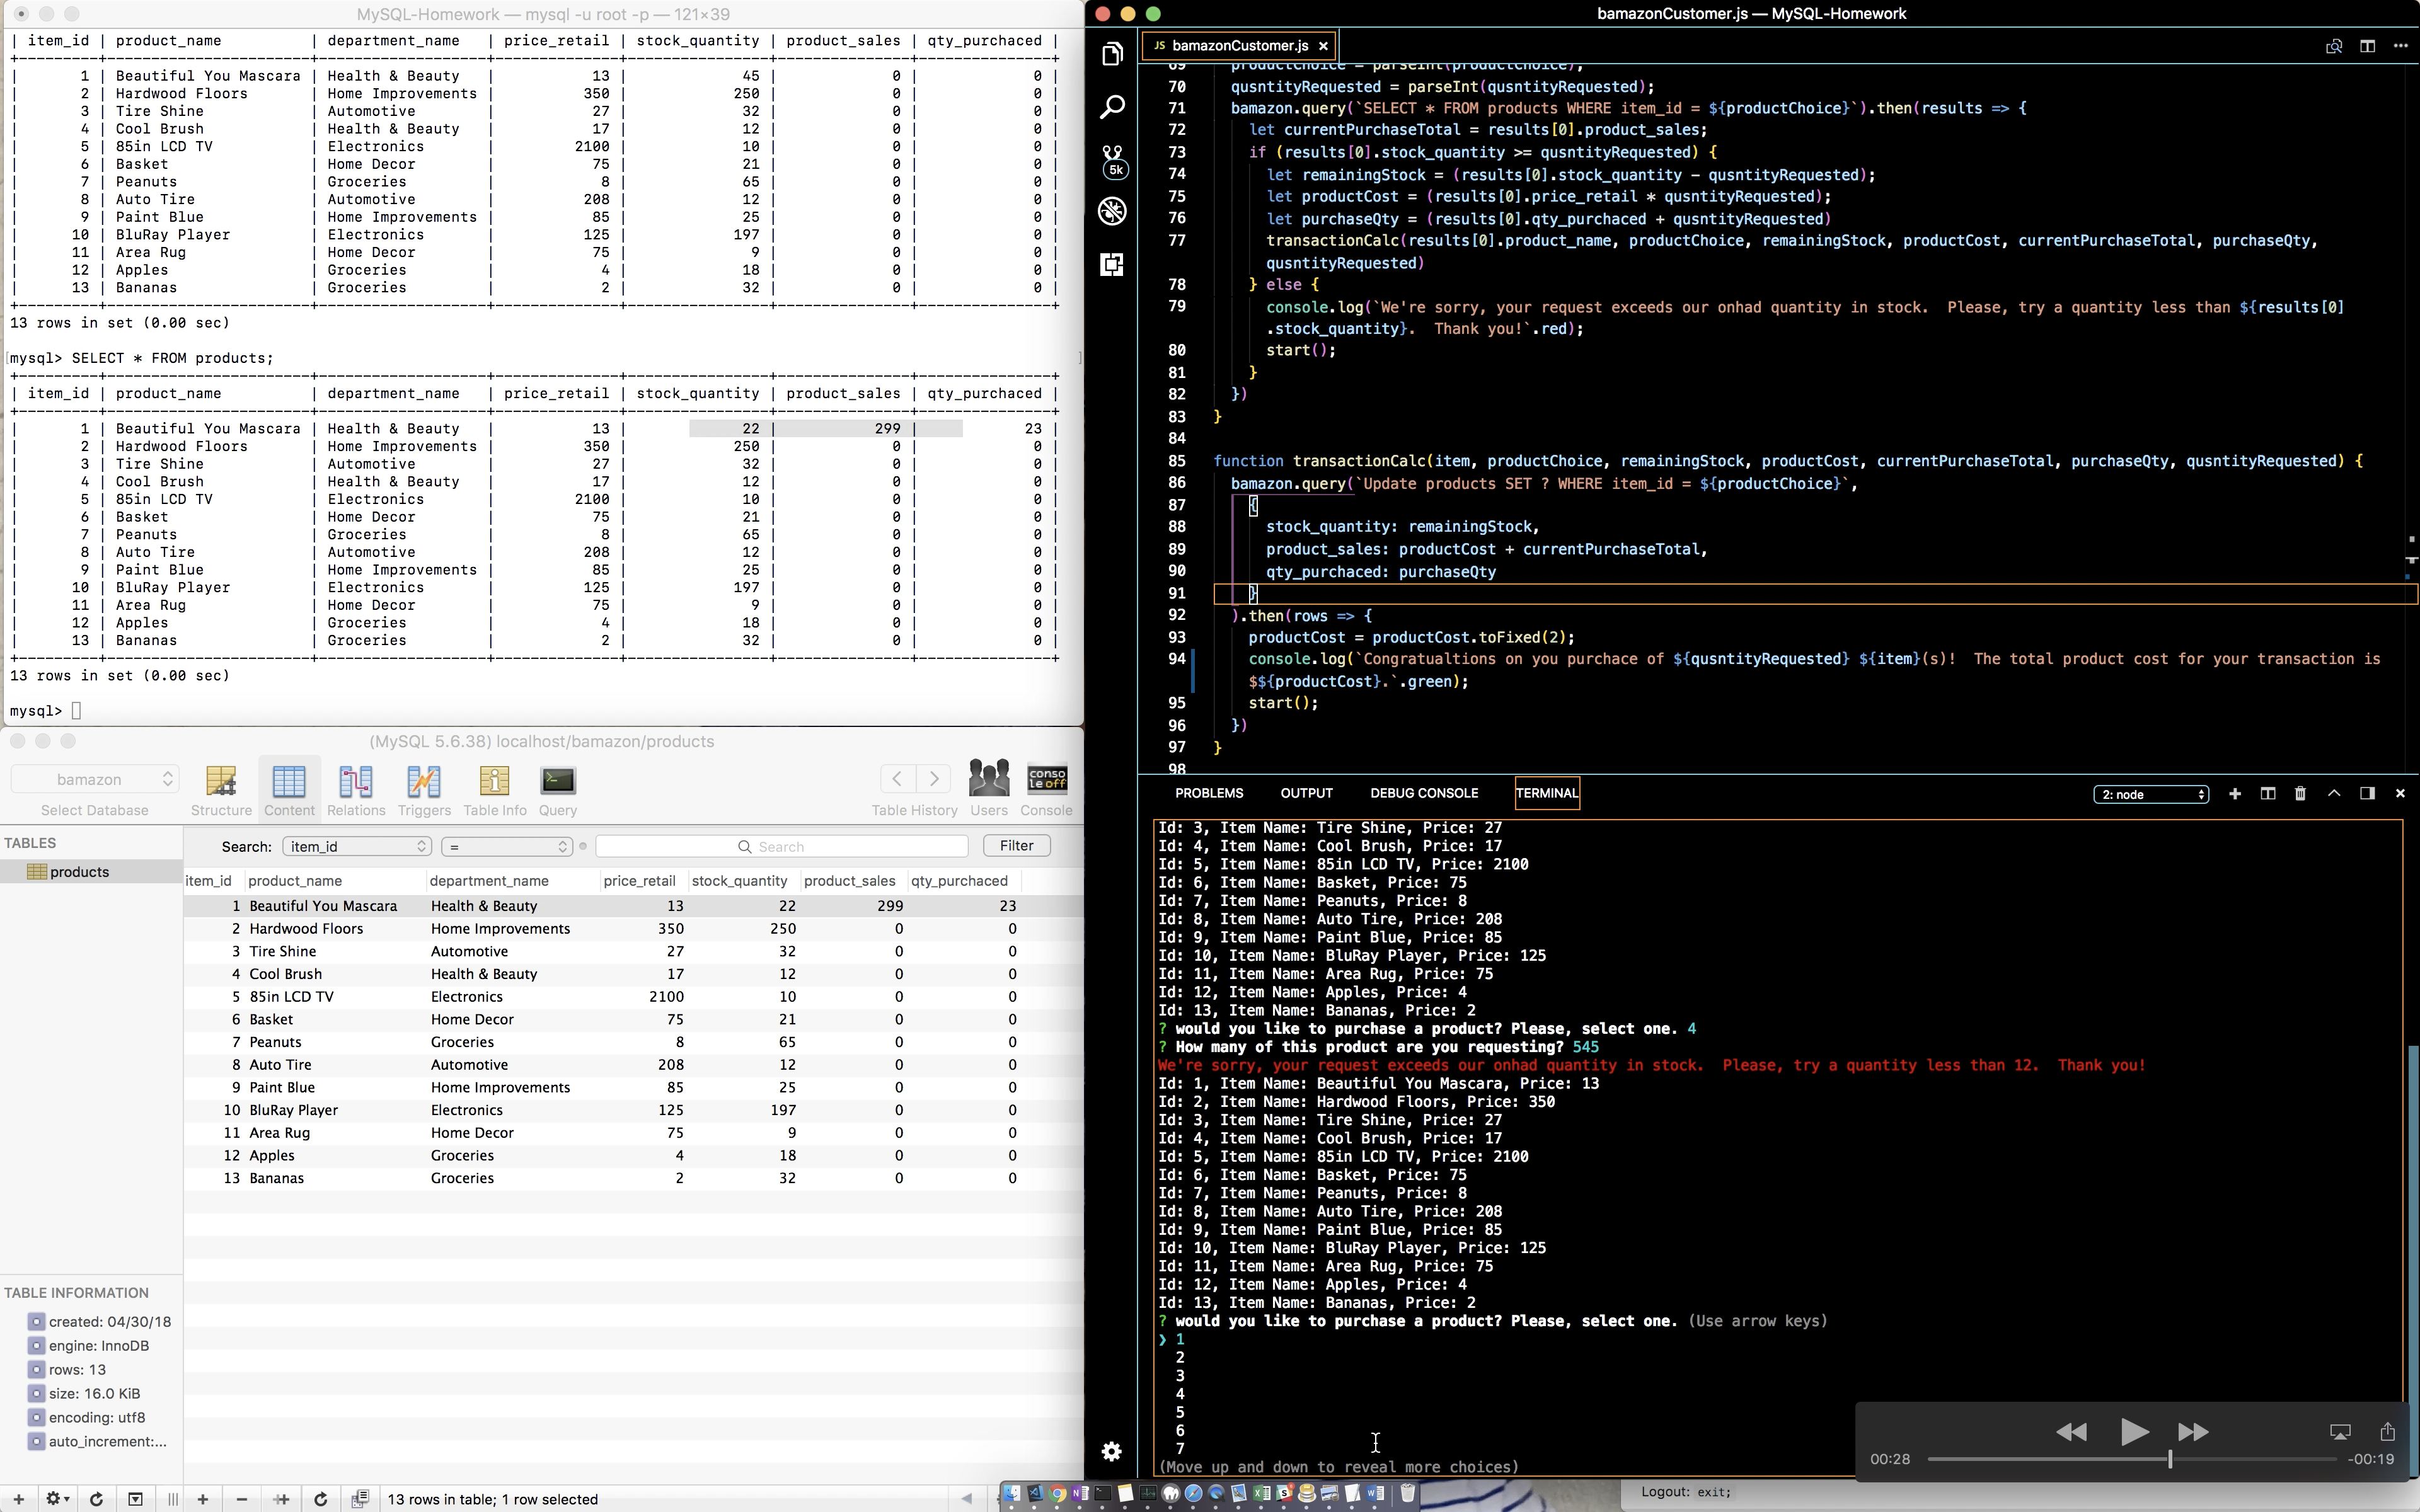 MySQL-Homework — mysql -u root -p — 121×39
| item_id | product_name | department_name | price_retail | stock_quantity | product_sales | qty_purchaced |
| 1 | Beautiful You Mascara | Health & Beauty | 13 | 45 | 0 | 0 |
| 2 | Hardwood Floors | Home Improvements | 350 | 250 | 0 | 0 |
| 3 | Tire Shine | Automotive | 27 | 32 | 0 | 0 |
| 4 | Cool Brush | Health & Beauty | 17 | 12 | 0 | 0 |
| 5 | 85in LCD TV | Electronics | 2100 | 10 | 0 | 0 |
| 6 | Basket | Home Decor | 75 | 21 | 0 | 0 |
| 7 | Peanuts | Groceries | 8 | 65 | 0 | 0 |
| 8 | Auto Tire | Automotive | 208 | 12 | 0 | 0 |
| 9 | Paint Blue | Home Improvements | 85 | 25 | 0 | 0 |
| 10 | BluRay Player | Electronics | 125 | 197 | 0 | 0 |
| 11 | Area Rug | Home Decor | 75 | 9 | 0 | 0 |
| 12 | Apples | Groceries | 4 | 18 | 0 | 0 |
| 13 | Bananas | Groceries | 2 | 32 | 0 | 0 |
13 rows in set (0.00 sec)
[mysql> SELECT * FROM products; ]
| item_id | product_name | department_name | price_retail | stock_quantity | product_sales | qty_purchaced |
| 1 | Beautiful You Mascara | Health & Beauty | 13 | 22 | 299 | 23 |
| 2 | Hardwood Floors | Home Improvements | 350 | 250 | 0 | 0 |
| 3 | Tire Shine | Automotive | 27 | 32 | 0 | 0 |
| 4 | Cool Brush | Health & Beauty | 17 | 12 | 0 | 0 |
| 5 | 85in LCD TV | Electronics | 2100 | 10 | 0 | 0 |
| 6 | Basket | Home Decor | 75 | 21 | 0 | 0 |
| 7 | Peanuts | Groceries | 8 | 65 | 0 | 0 |
| 8 | Auto Tire | Automotive | 208 | 12 | 0 | 0 |
| 9 | Paint Blue | Home Improvements | 85 | 25 | 0 | 0 |
| 10 | BluRay Player | Electronics | 125 | 197 | 0 | 0 |
| 11 | Area Rug | Home Decor | 75 | 9 | 0 | 0 |
| 12 | Apples | Groceries | 4 | 18 | 0 | 0 |
| 13 | Bananas | Groceries | 2 | 32 | 0 | 0 |
13 rows in set (0.00 sec)
mysql>
(MySQL 5.6.38) localhost/bamazon/products
bamazon
Select Database Structure Content Relations Triggers Table Info Query Table History Users Console
conso
le off
TABLES
products
Search: item_id = Search Filter
item_id product_name department_name price_retail stock_quantity product_sales qty_purchaced
1 Beautiful You Mascara Health & Beauty 13 22 299 23
2 Hardwood Floors Home Improvements 350 250 0 0
3 Tire Shine Automotive 27 32 0 0
4 Cool Brush Health & Beauty 17 12 0 0
5 85in LCD TV Electronics 2100 10 0 0
6 Basket Home Decor 75 21 0 0
7 Peanuts Groceries 8 65 0 0
8 Auto Tire Automotive 208 12 0 0
9 Paint Blue Home Improvements 85 25 0 0
10 BluRay Player Electronics 125 197 0 0
11 Area Rug Home Decor 75 9 0 0
12 Apples Groceries 4 18 0 0
13 Bananas Groceries 2 32 0 0
TABLE INFORMATION
created: 04/30/18
engine: InnoDB
rows: 13
size: 16.0 KiB
encoding: utf8
auto_increment:...
13 rows in table; 1 row selected
bamazonCustomer.js — MySQL-Homework
JS bamazonCustomer.js ×
5k
69 productChoice = parseInt(productChoice);
70 qusntityRequested = parseInt(qusntityRequested);
71 bamazon.query(`SELECT * FROM products WHERE item_id = ${productChoice}`).then(results => {
72 let currentPurchaseTotal = results[0].product_sales;
73 if (results[0].stock_quantity >= qusntityRequested) {
74 let remainingStock = (results[0].stock_quantity - qusntityRequested);
75 let productCost = (results[0].price_retail * qusntityRequested);
76 let purchaseQty = (results[0].qty_purchaced + qusntityRequested)
77 transactionCalc(results[0].product_name, productChoice, remainingStock, productCost, currentPurchaseTotal, purchaseQty,
qusntityRequested)
78 } else {
79 console.log(`We're sorry, your request exceeds our onhad quantity in stock.  Please, try a quantity less than ${results[0]
.stock_quantity}.  Thank you!`.red);
80 start();
81 }
82 })
83 }
84
85 function transactionCalc(item, productChoice, remainingStock, productCost, currentPurchaseTotal, purchaseQty, qusntityRequested) {
86 bamazon.query(`Update products SET ? WHERE item_id = ${productChoice}`,
87 {
88 stock_quantity: remainingStock,
89 product_sales: productCost + currentPurchaseTotal,
90 qty_purchaced: purchaseQty
91 }
92 ).then(rows => {
93 productCost = productCost.toFixed(2);
94 console.log(`Congratualtions on you purchace of ${qusntityRequested} ${item}(s)!  The total product cost for your transaction is
$${productCost}.`.green);
95 start();
96 })
97 }
98
PROBLEMS OUTPUT DEBUG CONSOLE TERMINAL 2: node
Id: 3, Item Name: Tire Shine, Price: 27
Id: 4, Item Name: Cool Brush, Price: 17
Id: 5, Item Name: 85in LCD TV, Price: 2100
Id: 6, Item Name: Basket, Price: 75
Id: 7, Item Name: Peanuts, Price: 8
Id: 8, Item Name: Auto Tire, Price: 208
Id: 9, Item Name: Paint Blue, Price: 85
Id: 10, Item Name: BluRay Player, Price: 125
Id: 11, Item Name: Area Rug, Price: 75
Id: 12, Item Name: Apples, Price: 4
Id: 13, Item Name: Bananas, Price: 2
? would you like to purchase a product? Please, select one. 4
? How many of this product are you requesting? 545
We're sorry, your request exceeds our onhad quantity in stock.  Please, try a quantity less than 12.  Thank you!
Id: 1, Item Name: Beautiful You Mascara, Price: 13
Id: 2, Item Name: Hardwood Floors, Price: 350
Id: 3, Item Name: Tire Shine, Price: 27
Id: 4, Item Name: Cool Brush, Price: 17
Id: 5, Item Name: 85in LCD TV, Price: 2100
Id: 6, Item Name: Basket, Price: 75
Id: 7, Item Name: Peanuts, Price: 8
Id: 8, Item Name: Auto Tire, Price: 208
Id: 9, Item Name: Paint Blue, Price: 85
Id: 10, Item Name: BluRay Player, Price: 125
Id: 11, Item Name: Area Rug, Price: 75
Id: 12, Item Name: Apples, Price: 4
Id: 13, Item Name: Bananas, Price: 2
? would you like to purchase a product? Please, select one. (Use arrow keys)
❯ 1
2
3
4
5
6
7
(Move up and down to reveal more choices)
00:28 -00:19
Logout: exit;